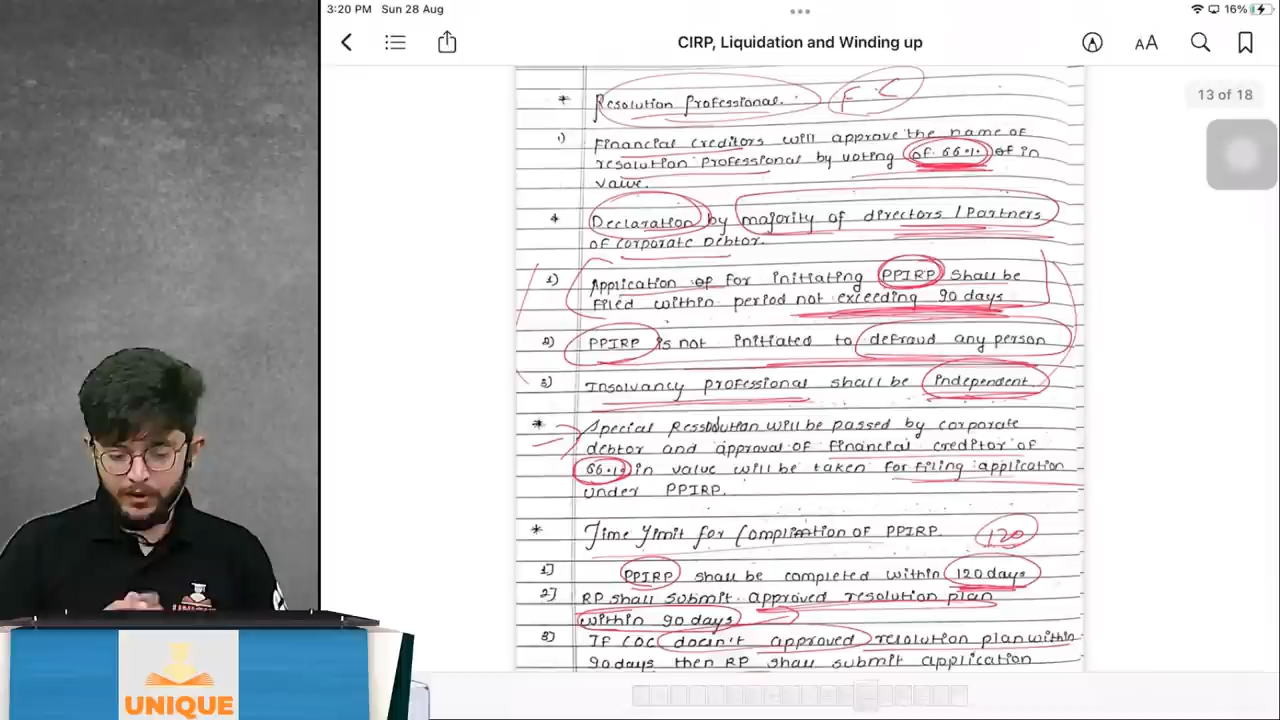 3:20 PM Sun 28 Aug
16%
CIRP, Liquidation and Winding up
AA
13 of 18
* Resolution Professional. F C
1) Financial creditors will approve the name of
resolution Professional by voting of 66% of in
value.
* Declaration by majority of directors / Partners
of corporate Debtor.
1) Application of for initiating PPIRP shall be
filed within period not exceeding 90 days
2) PPIRP is not initiated to defraud any person
3) Insolvancy professional shall be independent
* Special Ressolution will be passed by corporate
debtor and approval of financial creditor of
66% in value will be taken for filing application
under PPIRP.
* Time limit for Complination of PPIRP. 120
1] PPIRP shall be completed within 120 days
2] RP shall submit approved resolution plan
within 90 days
3) If COC doesn't approved resolution plan within
90 days then RP shall submit application
UNIQUE